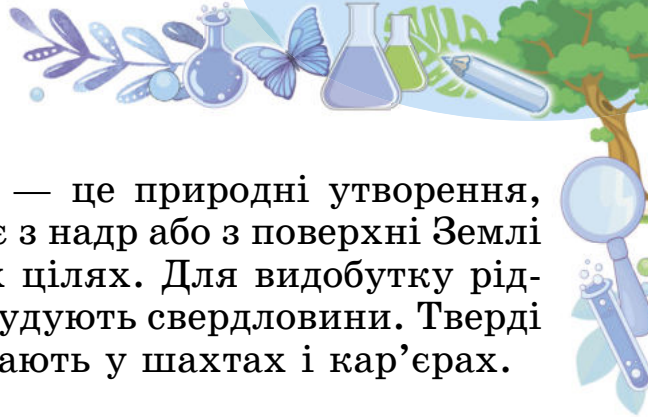 — це природні утворення,
є з надр або з поверхні Землі
х цілях. Для видобутку рід-
удують свердловини. Тверді
ають у шахтах і кар’єрах.